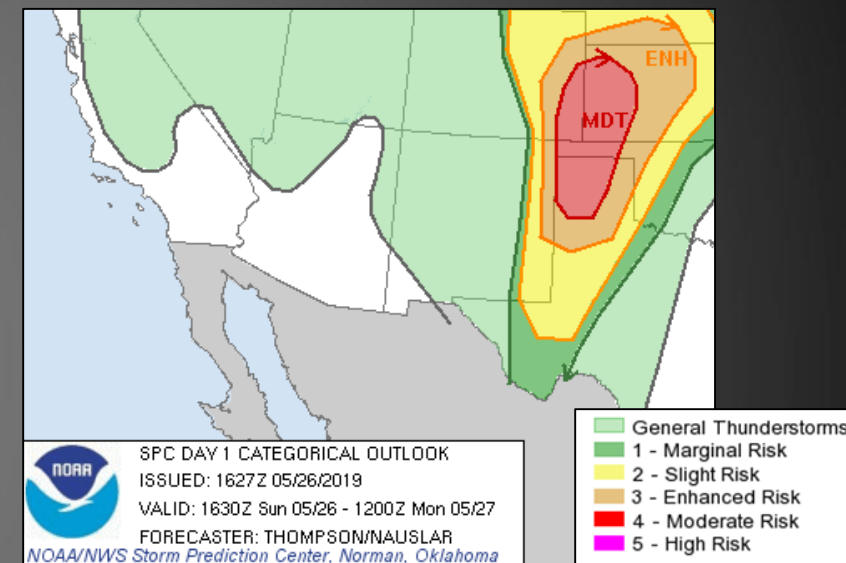 ENH
MDT
NOAA
SPC DAY 1 CATEGORICAL OUTLOOK
ISSUED: 1627Z 05/26/2019
VALID: 1630Z Sun 05/26 - 1200Z Mon 05/27
FORECASTER: THOMPSON/NAUSLAR
NOAA/NWS Storm Prediction Center, Norman, Oklahoma
General Thunderstorms
1 - Marginal Risk
2 - Slight Risk
3 - Enhanced Risk
4 - Moderate Risk
5 - High Risk